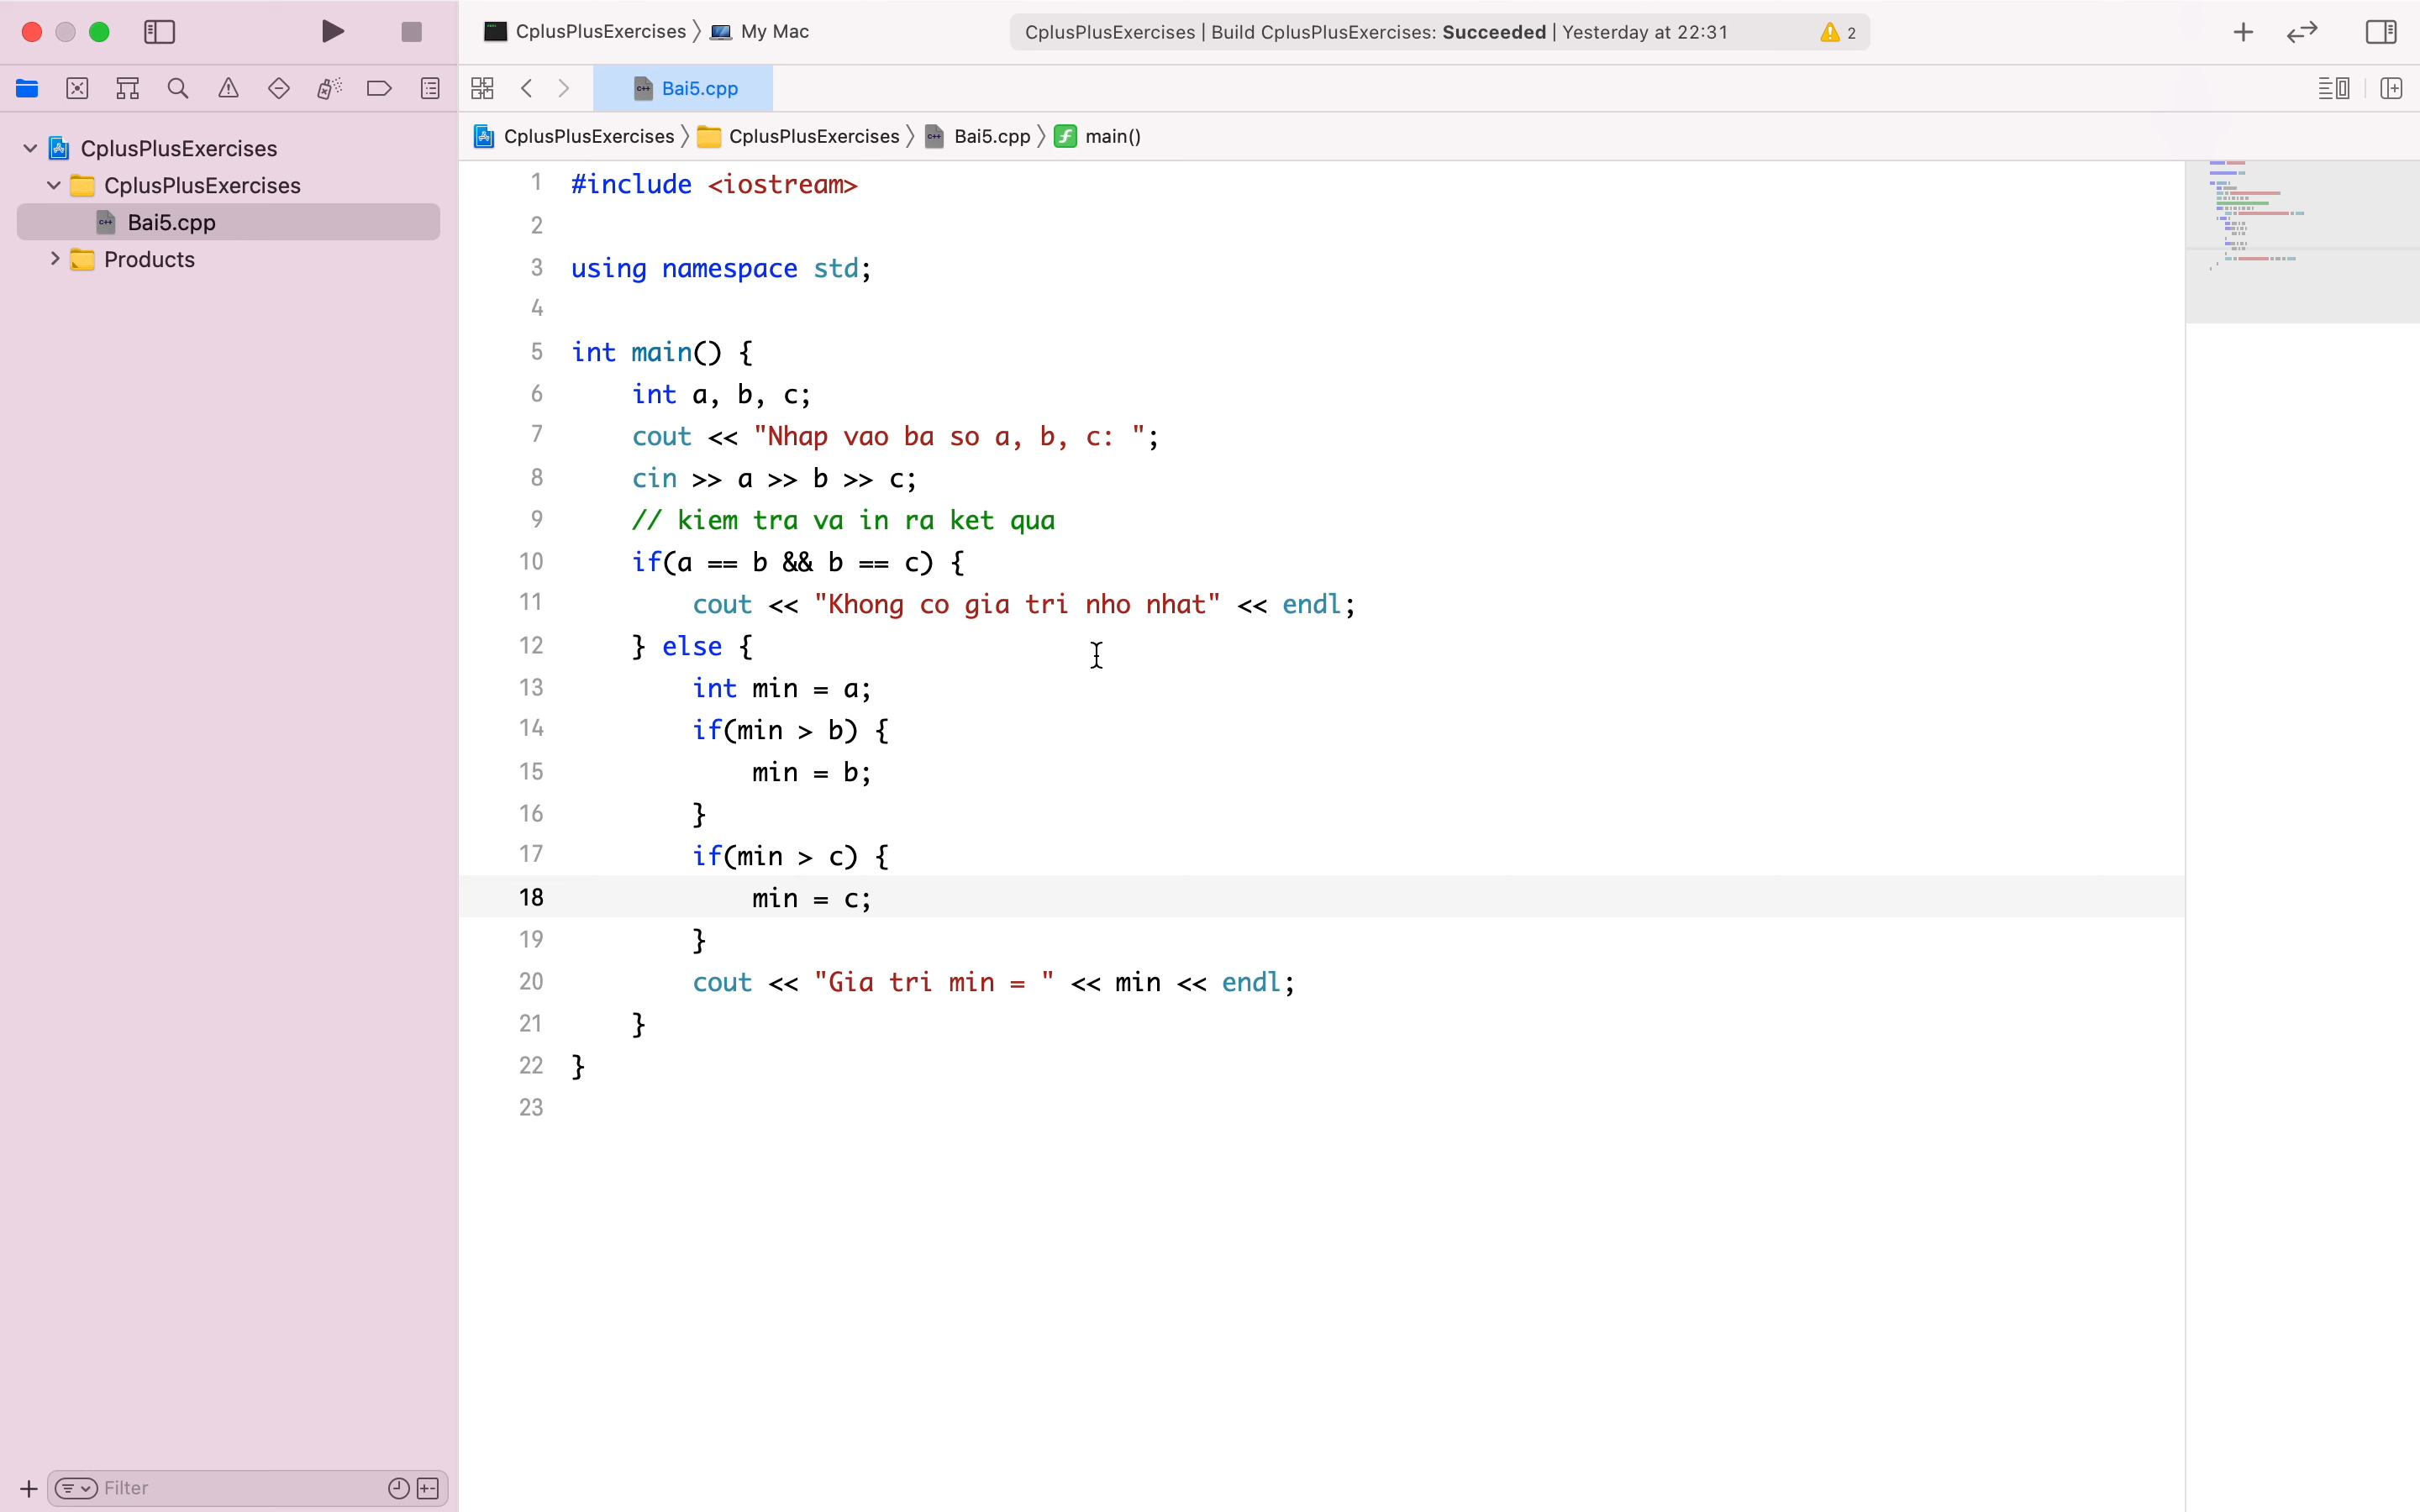 CplusPlusExercises 〉 My Mac
CplusPlusExercises | Build CplusPlusExercises: Succeeded | Yesterday at 22:31
2
Bai5.cpp
CplusPlusExercises 〉 CplusPlusExercises 〉 Bai5.cpp 〉 main()
CplusPlusExercises
CplusPlusExercises
Bai5.cpp
Products
Filter
1 #include <iostream>
2
3 using namespace std;
4
5 int main() {
6     int a, b, c;
7     cout << "Nhap vao ba so a, b, c: ";
8     cin >> a >> b >> c;
9     // kiem tra va in ra ket qua
10     if(a == b && b == c) {
11         cout << "Khong co gia tri nho nhat" << endl;
12     } else {
13         int min = a;
14         if(min > b) {
15             min = b;
16         }
17         if(min > c) {
18             min = c;
19         }
20         cout << "Gia tri min = " << min << endl;
21     }
22 }
23